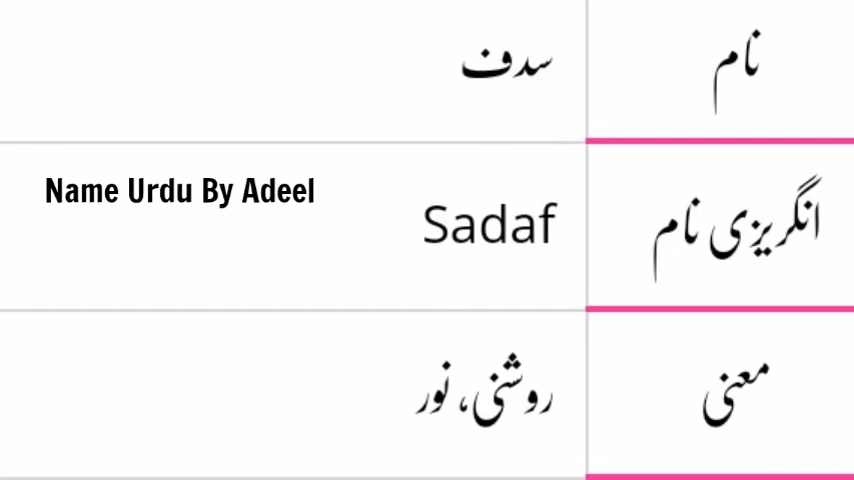 نام سدف
Name Urdu By Adeel
انگریزی نام Sadaf
معنی روشنی، نور